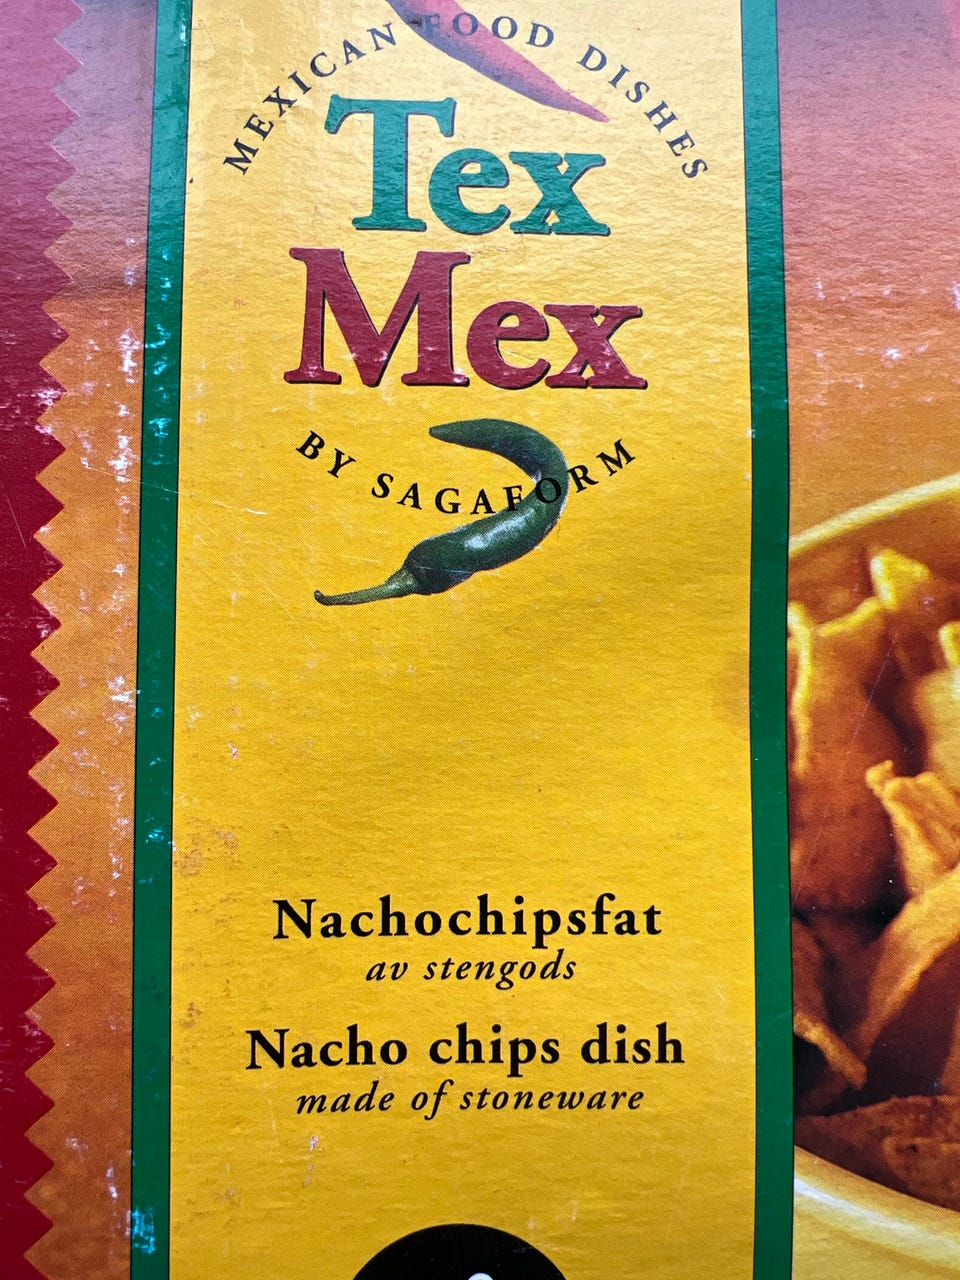 MEXICAN FOOD DISHES
Tex
Mex
BY SAGAFORM
Nachochipsfat
av stengods
Nacho chips dish
made of stoneware